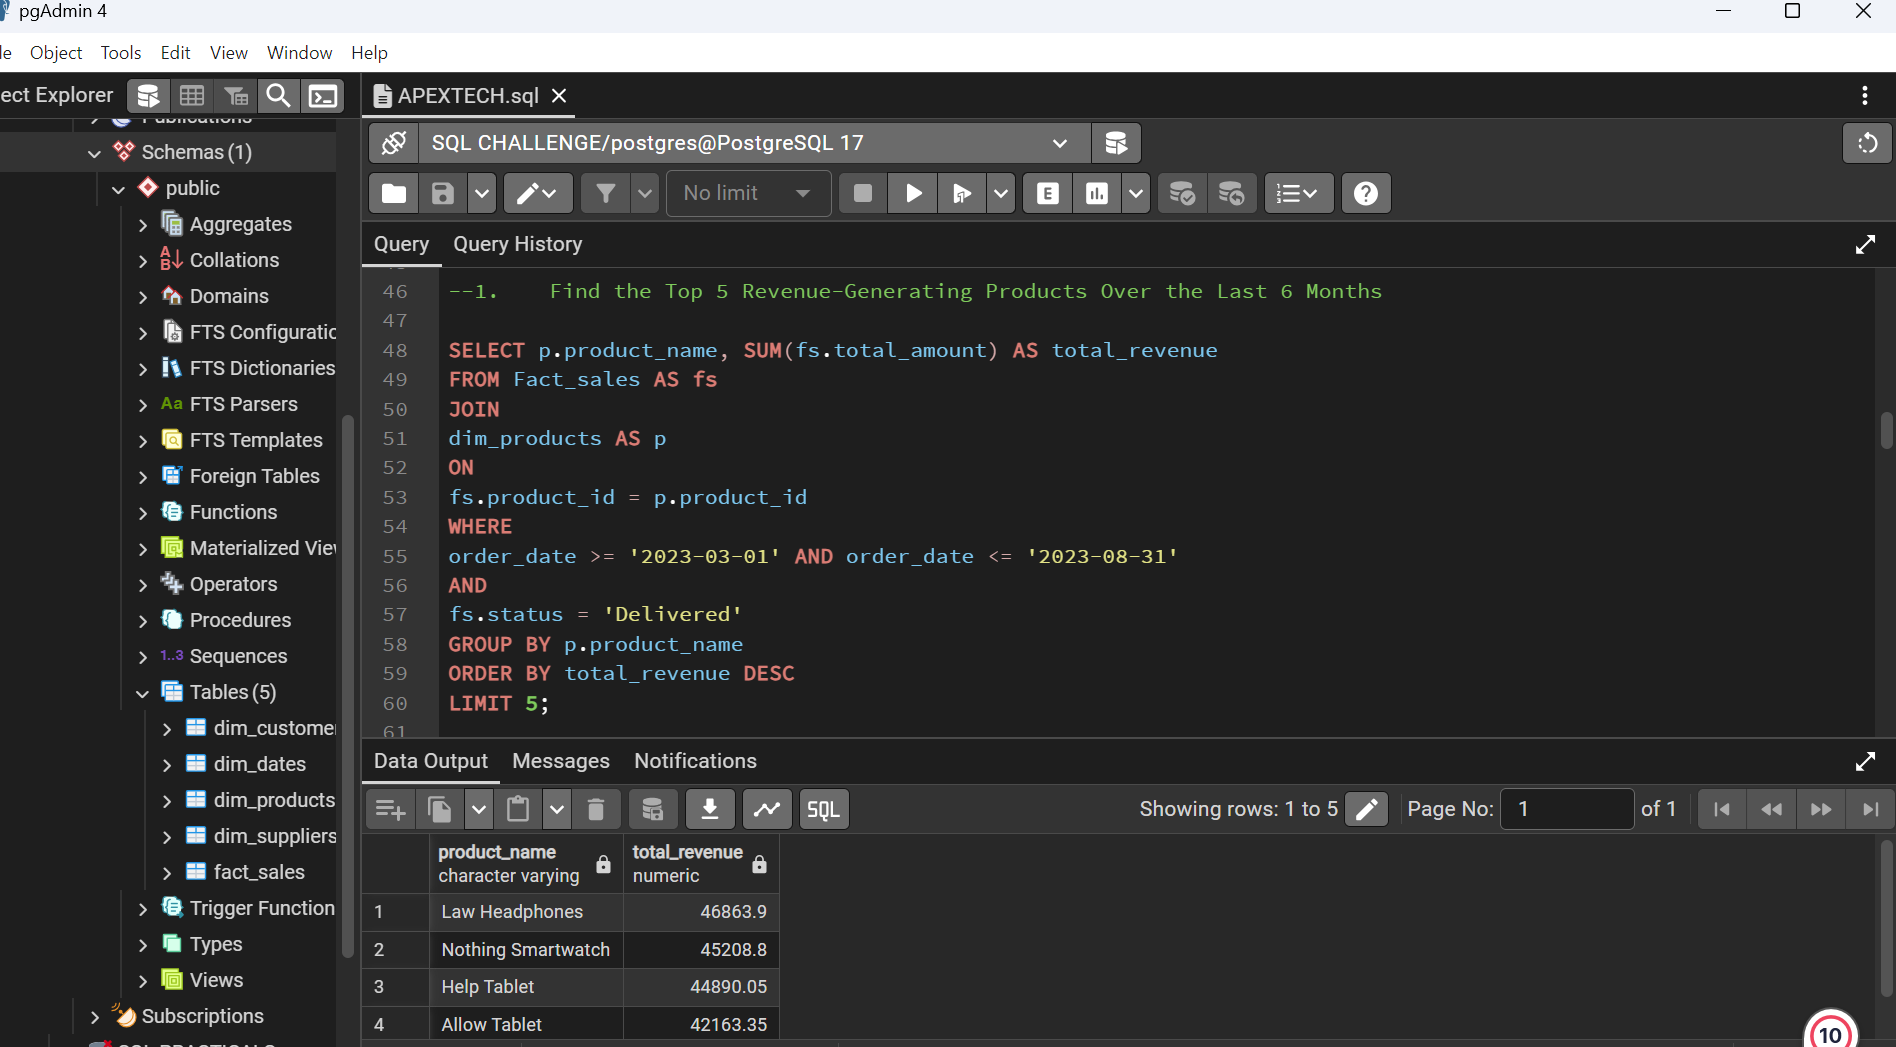 pgAdmin 4
Object Tools Edit View Window Help
Explorer
APEXTECH.sql
SQL CHALLENGE/postgres@PostgreSQL 17
No limit
E
Query Query History
Publications
Schemas (1)
public
Aggregates
Collations
Domains
FTS Configuratio
FTS Dictionaries
Aa FTS Parsers
FTS Templates
Foreign Tables
Functions
Materialized Vie
Operators
Procedures
1..3 Sequences
Tables (5)
dim_custome
dim_dates
dim_products
dim_suppliers
fact_sales
Trigger Function
Types
Views
Subscriptions
46 --1. Find the Top 5 Revenue-Generating Products Over the Last 6 Months
47
48 SELECT p.product_name, SUM(fs.total_amount) AS total_revenue
49 FROM Fact_sales AS fs
50 JOIN
51 dim_products AS p
52 ON
53 fs.product_id = p.product_id
54 WHERE
55 order_date >= '2023-03-01' AND order_date <= '2023-08-31'
56 AND
57 fs.status = 'Delivered'
58 GROUP BY p.product_name
59 ORDER BY total_revenue DESC
60 LIMIT 5;
61
Data Output Messages Notifications
SQL Showing rows: 1 to 5 Page No: 1 of 1
product_name total_revenue
character varying numeric
1 Law Headphones 46863.9
2 Nothing Smartwatch 45208.8
3 Help Tablet 44890.05
4 Allow Tablet 42163.35
10